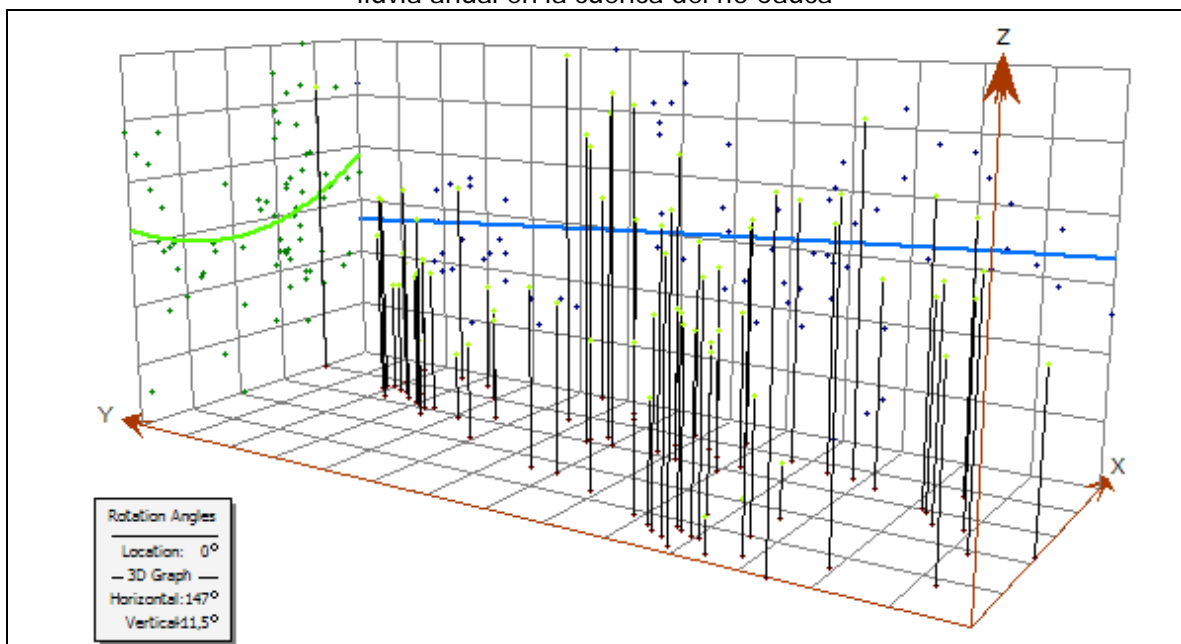 lluvia anual en la cuenca del río Cauca
Z
Y
X
Rotation Angles
Location: 0°
— 3D Graph —
Horizontal:147°
Vertical:-11,5°